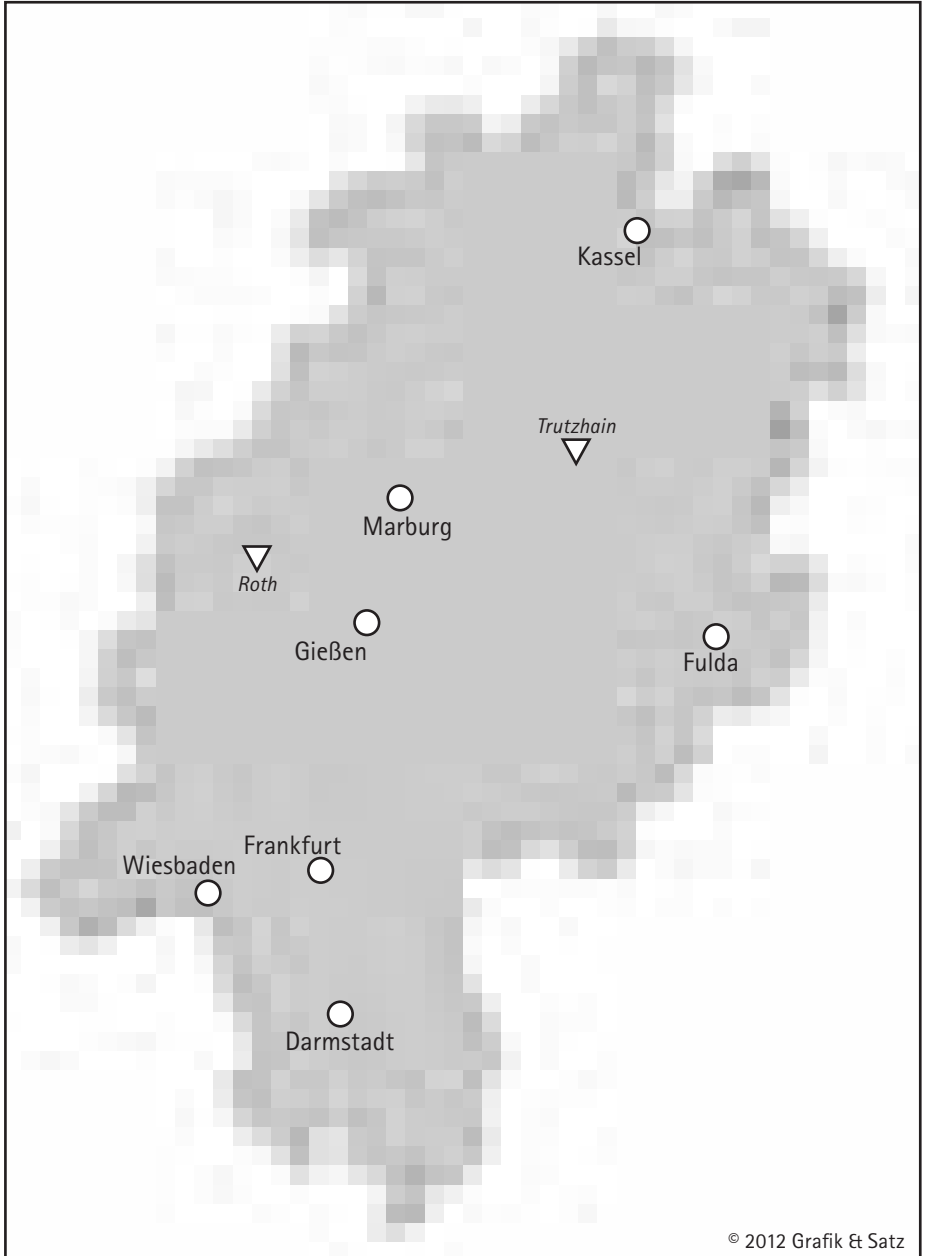 Kassel
Trutzhain
Marburg
Roth
Gießen
Fulda
Frankfurt
Wiesbaden
Darmstadt
© 2012 Grafik & Satz